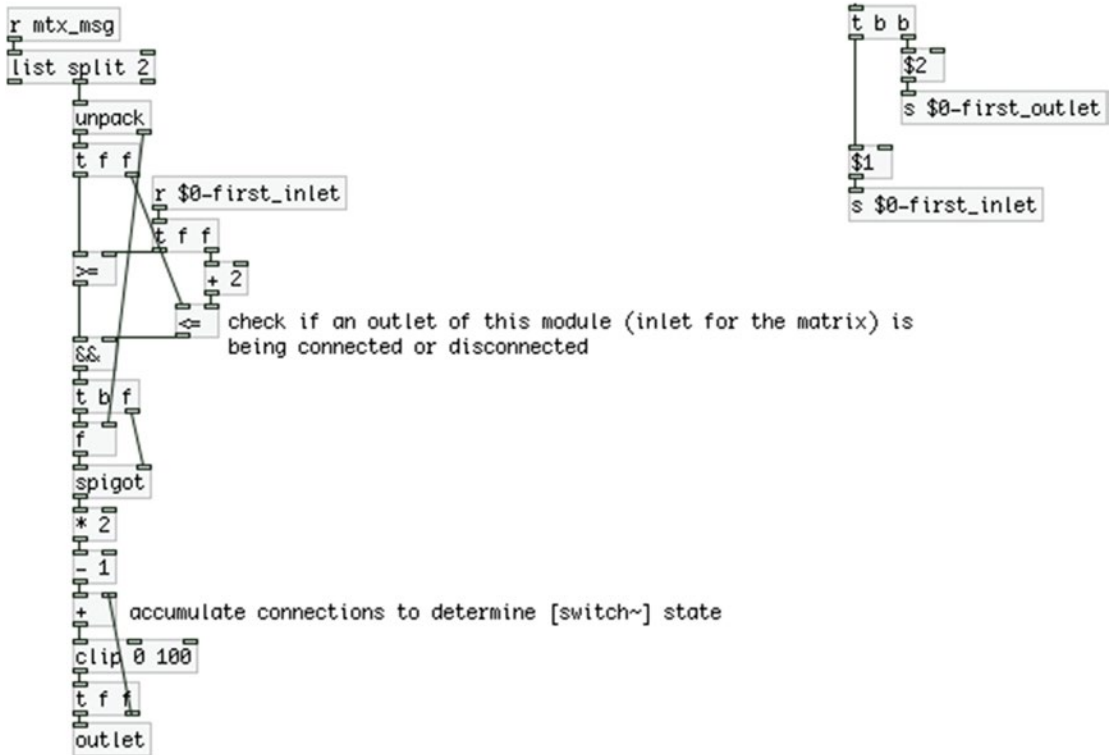 r mtx_msg
list split 2
unpack
t f f
r $0-first_inlet
t f f
>=
+ 2
<=
check if an outlet of this module (inlet for the matrix) is
being connected or disconnected
&&
t b f
f
spigot
* 2
- 1
+
accumulate connections to determine [switch~] state
clip 0 100
t f f
outlet
t b b
$2
s $0-first_outlet
$1
s $0-first_inlet